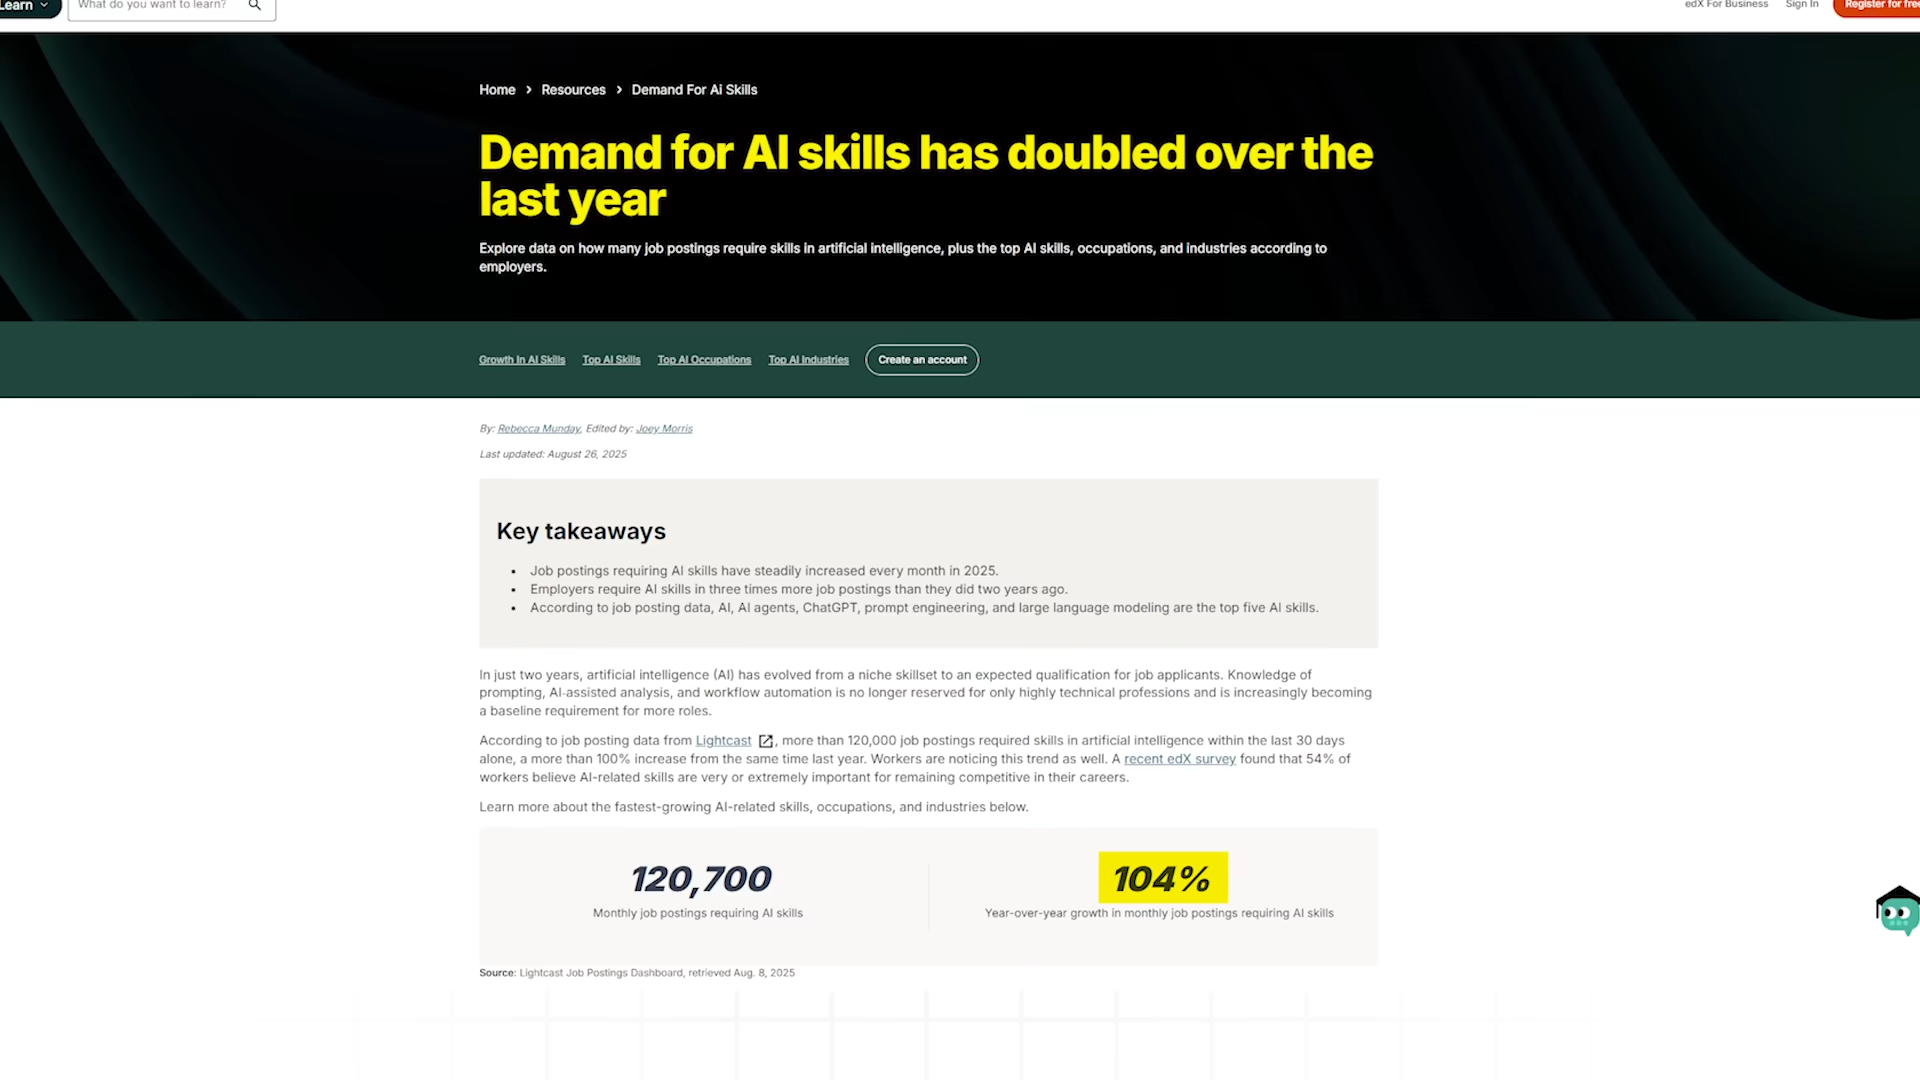 Learn
What do you want to learn?
edX For Business
Sign In
Register for free
Home
Resources
Demand For Ai Skills
Demand for AI skills has doubled over the
last year
Explore data on how many job postings require skills in artificial intelligence, plus the top AI skills, occupations, and industries according to
employers.
Growth In AI Skills
Top AI Skills
Top AI Occupations
Top AI Industries
Create an account
By: Rebecca Munday, Edited by: Joey Morris
Last updated: August 26, 2025
Key takeaways
• Job postings requiring AI skills have steadily increased every month in 2025.
• Employers require AI skills in three times more job postings than they did two years ago.
• According to job posting data, AI, AI agents, ChatGPT, prompt engineering, and large language modeling are the top five AI skills.
In just two years, artificial intelligence (AI) has evolved from a niche skillset to an expected qualification for job applicants. Knowledge of
prompting, AI-assisted analysis, and workflow automation is no longer reserved for only highly technical professions and is increasingly becoming
a baseline requirement for more roles.
According to job posting data from Lightcast , more than 120,000 job postings required skills in artificial intelligence within the last 30 days
alone, a more than 100% increase from the same time last year. Workers are noticing this trend as well. A recent edX survey found that 54% of
workers believe AI-related skills are very or extremely important for remaining competitive in their careers.
Learn more about the fastest-growing AI-related skills, occupations, and industries below.
120,700
Monthly job postings requiring AI skills
104%
Year-over-year growth in monthly job postings requiring AI skills
Source: Lightcast Job Postings Dashboard, retrieved Aug. 8, 2025